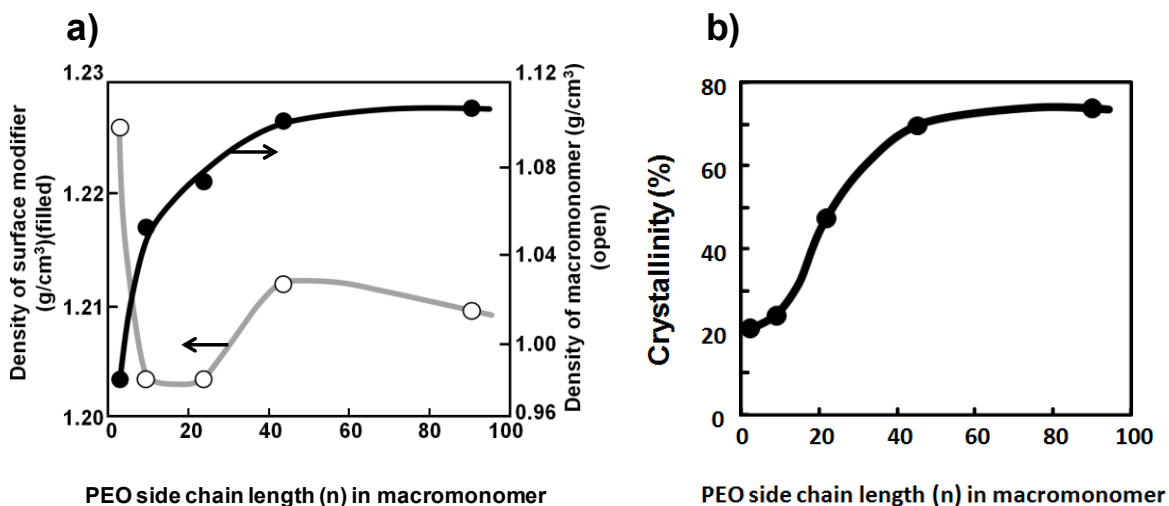 a)
Density of surface modifier
(g/cm³)(filled)
1.23
1.22
1.21
1.20
1.12
1.08
1.04
1.00
0.96
Density of macromonomer (g/cm³)
(open)
0 20 40 60 80 100
PEO side chain length (n) in macromonomer
b)
Crystallinity (%)
80
70
60
40
20
0
0 20 40 60 80 100
PEO side chain length (n) in macromonomer